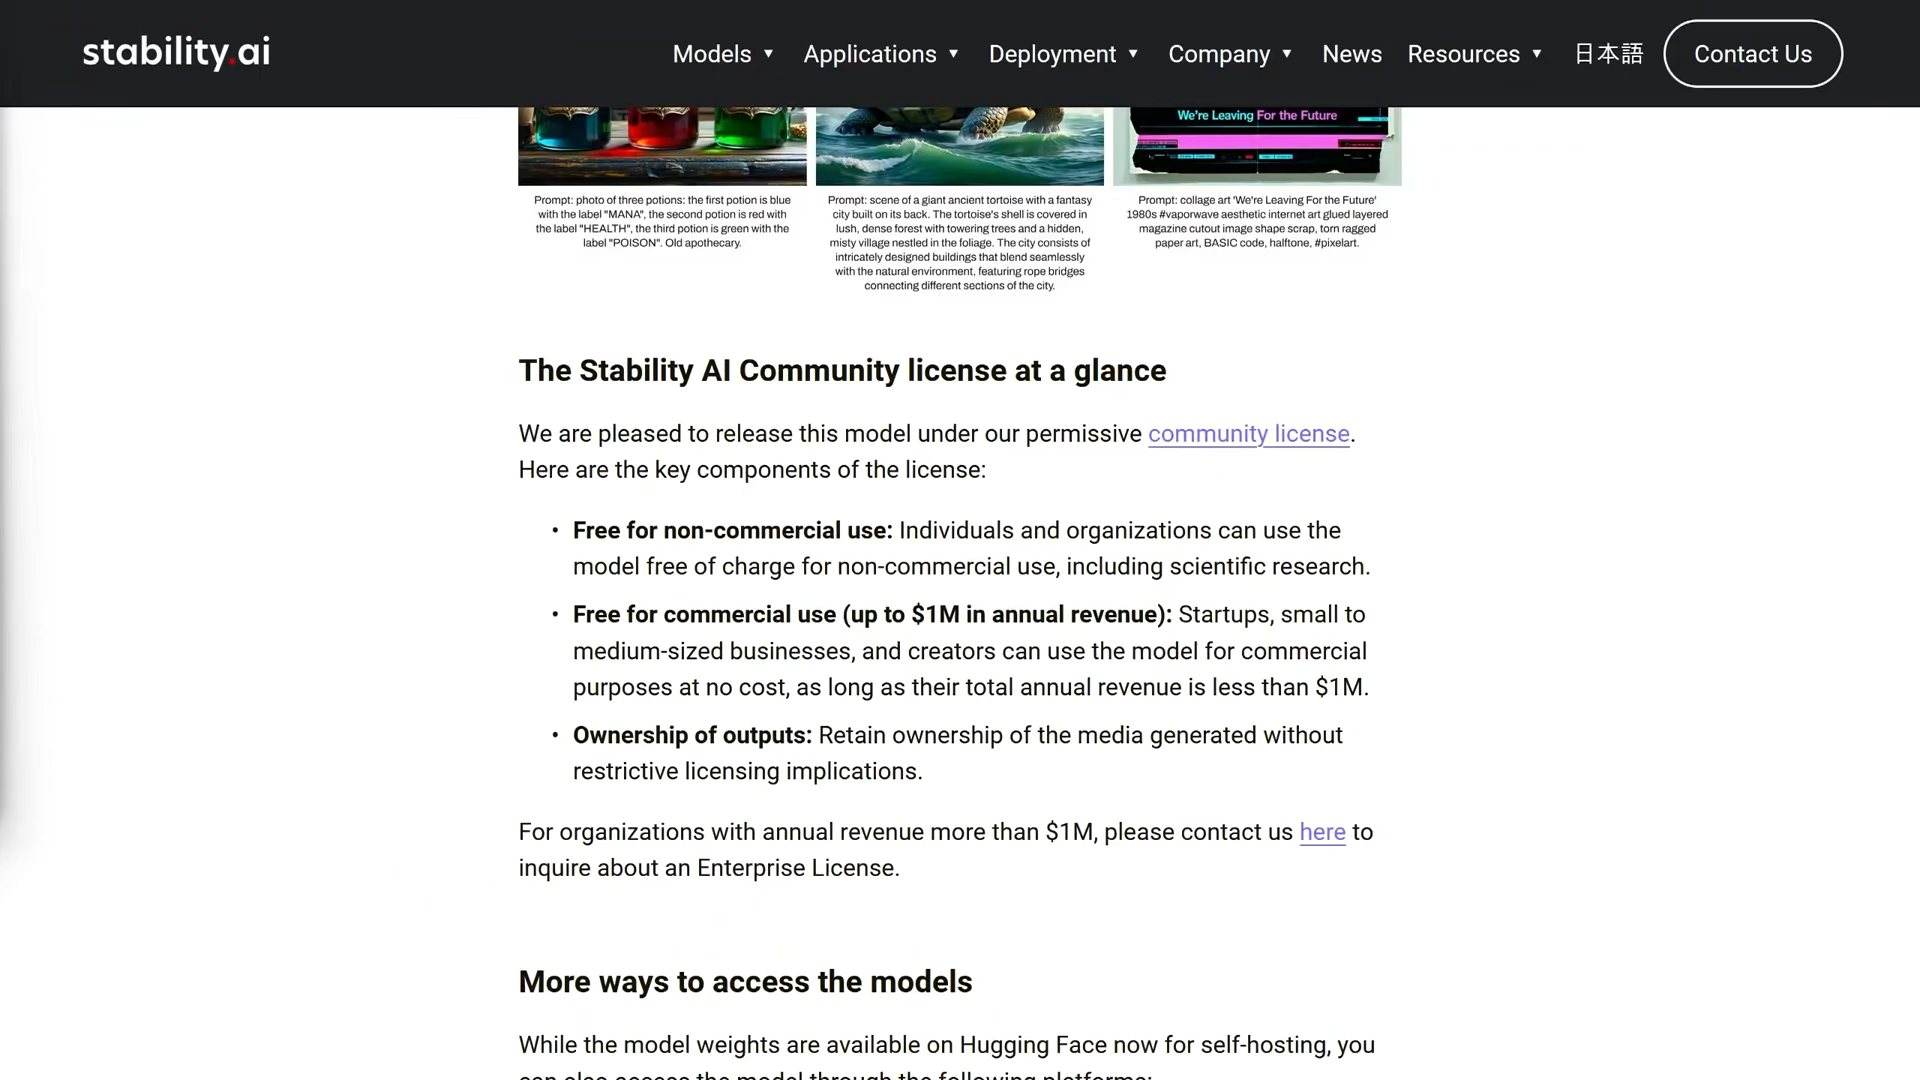 stability.ai
Models ▼ Applications ▼ Deployment ▼ Company ▼ News Resources ▼ 日本語 Contact Us
We're Leaving For the Future
Prompt: photo of three potions: the first potion is blue
with the label "MANA", the second potion is red with
the label "HEALTH", the third potion is green with the
label "POISON". Old apothecary.
Prompt: scene of a giant ancient tortoise with a fantasy
city built on its back. The tortoise's shell is covered in
lush, dense forest with towering trees and a hidden,
misty village nestled in the foliage. The city consists of
intricately designed buildings that blend seamlessly
with the natural environment, featuring rope bridges
connecting different sections of the city.
Prompt: collage art 'We're Leaving For the Future'
1980s #vaporwave aesthetic internet art glued layered
magazine cutout image shape scrap, torn ragged
paper art, BASIC code, halftone, #pixelart.
The Stability AI Community license at a glance
We are pleased to release this model under our permissive community license.
Here are the key components of the license:
• Free for non-commercial use: Individuals and organizations can use the
model free of charge for non-commercial use, including scientific research.
• Free for commercial use (up to $1M in annual revenue): Startups, small to
medium-sized businesses, and creators can use the model for commercial
purposes at no cost, as long as their total annual revenue is less than $1M.
• Ownership of outputs: Retain ownership of the media generated without
restrictive licensing implications.
For organizations with annual revenue more than $1M, please contact us here to
inquire about an Enterprise License.
More ways to access the models
While the model weights are available on Hugging Face now for self-hosting, you
can also access the model through the following platforms: